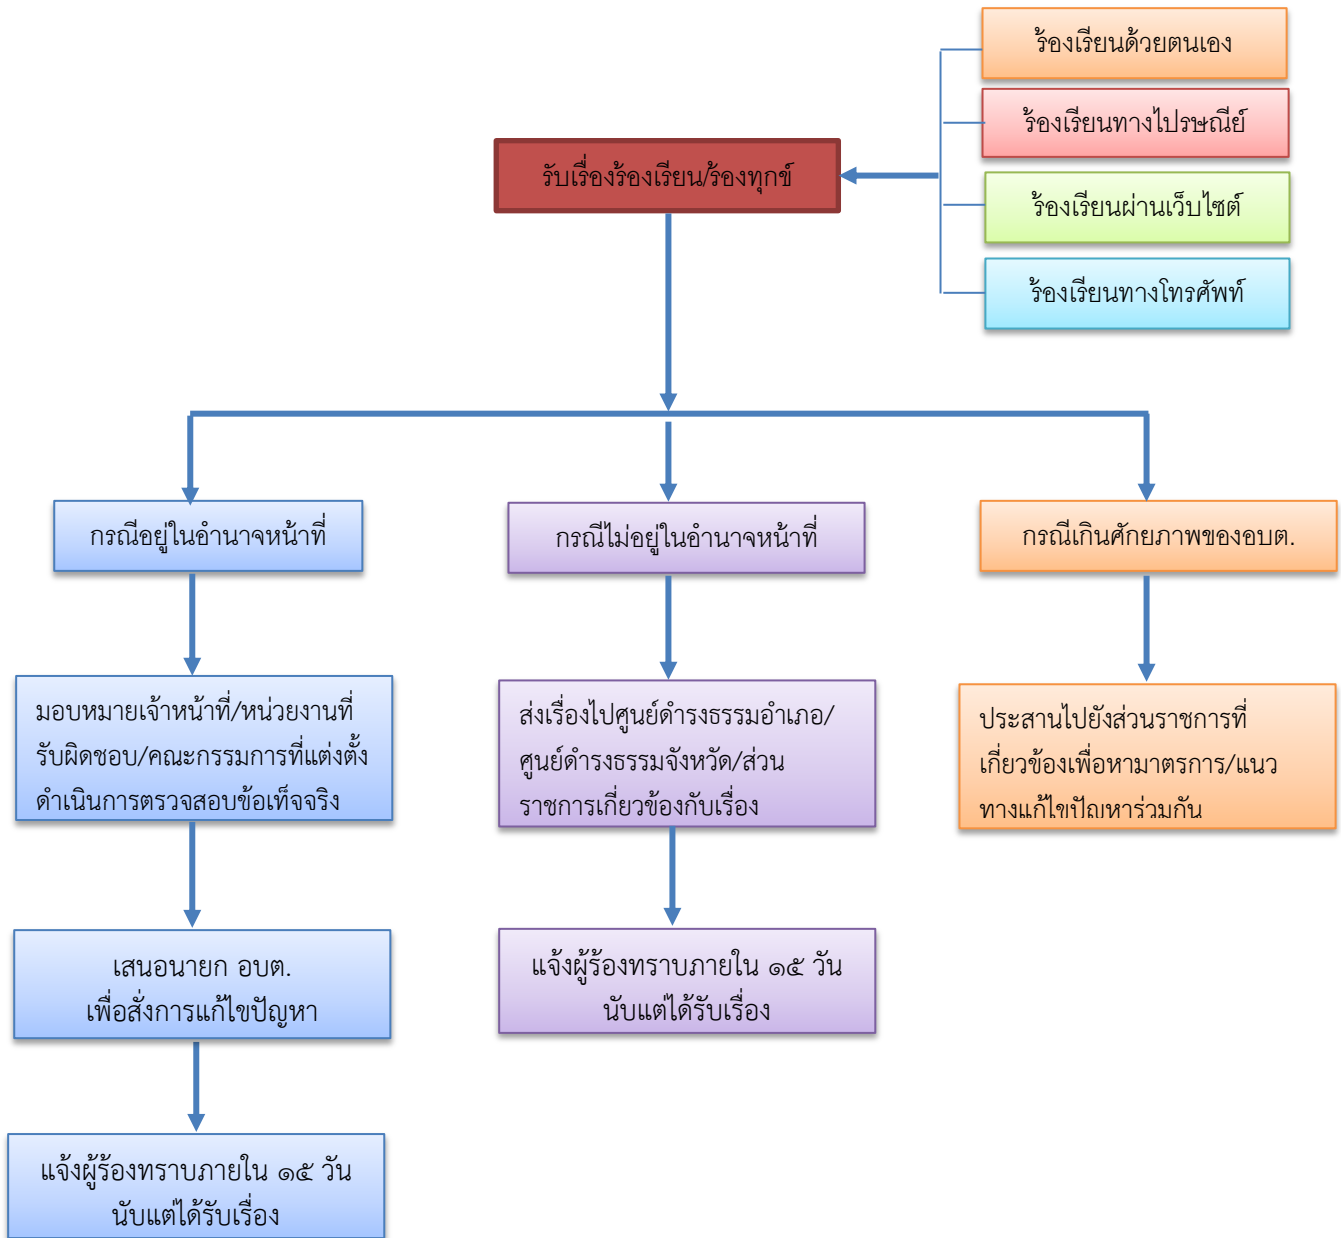 ร้องเรียนด้วยตนเอง
ร้องเรียนทางไปรษณีย์
รับเรื่องร้องเรียน/ร้องทุกข์
ร้องเรียนผ่านเว็บไซต์
ร้องเรียนทางโทรศัพท์
กรณีอยู่ในอำนาจหน้าที่
กรณีไม่อยู่ในอำนาจหน้าที่
กรณีเกินศักยภาพของอบต.
มอบหมายเจ้าหน้าที่/หน่วยงานที่
รับผิดชอบ/คณะกรรมการที่แต่งตั้ง
ดำเนินการตรวจสอบข้อเท็จจริง
ส่งเรื่องไปศูนย์ดำรงธรรมอำเภอ/
ศูนย์ดำรงธรรมจังหวัด/ส่วน
ราชการเกี่ยวข้องกับเรื่อง
ประสานไปยังส่วนราชการที่
เกี่ยวข้องเพื่อหามาตรการ/แนว
ทางแก้ไขปัญหาร่วมกัน
เสนอนายก อบต.
เพื่อสั่งการแก้ไขปัญหา
แจ้งผู้ร้องทราบภายใน ๑๕ วัน
นับแต่ได้รับเรื่อง
แจ้งผู้ร้องทราบภายใน ๑๕ วัน
นับแต่ได้รับเรื่อง